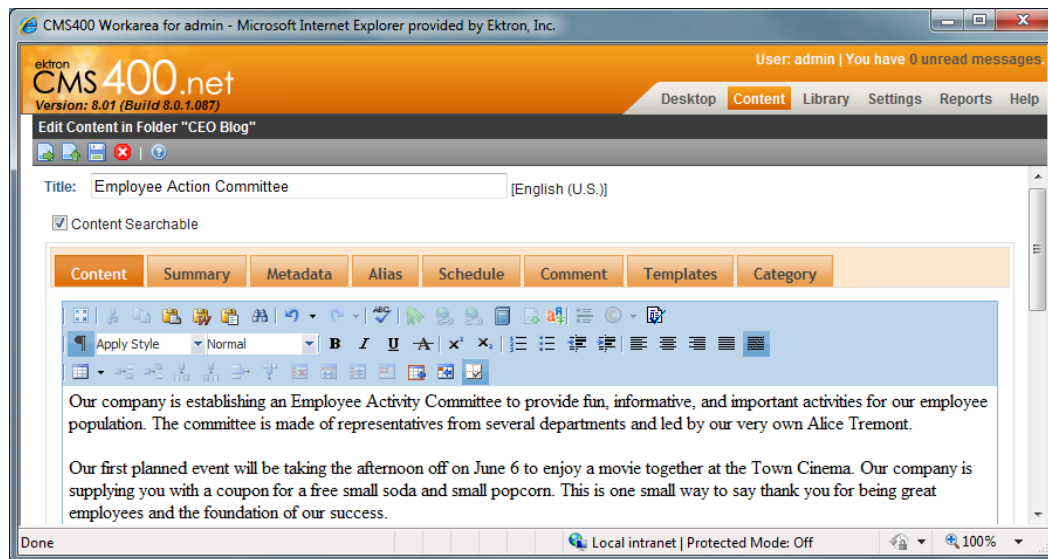 CMS400 Workarea for admin - Microsoft Internet Explorer provided by Ektron, Inc.
User: admin | You have 0 unread messages.
ektron
CMS400.net
Version: 8.01 (Build 8.0.1.087)
Desktop Content Library Settings Reports Help
Edit Content in Folder "CEO Blog"
Title: Employee Action Committee [English (U.S.)]
Content Searchable
Content Summary Metadata Alias Schedule Comment Templates Category
ABC
Apply Style Normal B I U A x² x₂
Our company is establishing an Employee Activity Committee to provide fun, informative, and important activities for our employee
population. The committee is made of representatives from several departments and led by our very own Alice Tremont.
Our first planned event will be taking the afternoon off on June 6 to enjoy a movie together at the Town Cinema. Our company is
supplying you with a coupon for a free small soda and small popcorn. This is one small way to say thank you for being great
employees and the foundation of our success.
Done Local intranet | Protected Mode: Off 100%